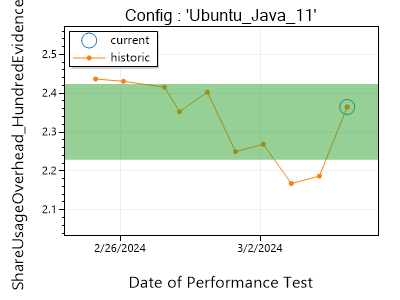 Config : 'Ubuntu_Java_11'
ShareUsageOverhead_HundredEvidence
current
historic
2.5
2.4
2.3
2.2
2.1
2/26/2024
3/2/2024
Date of Performance Test